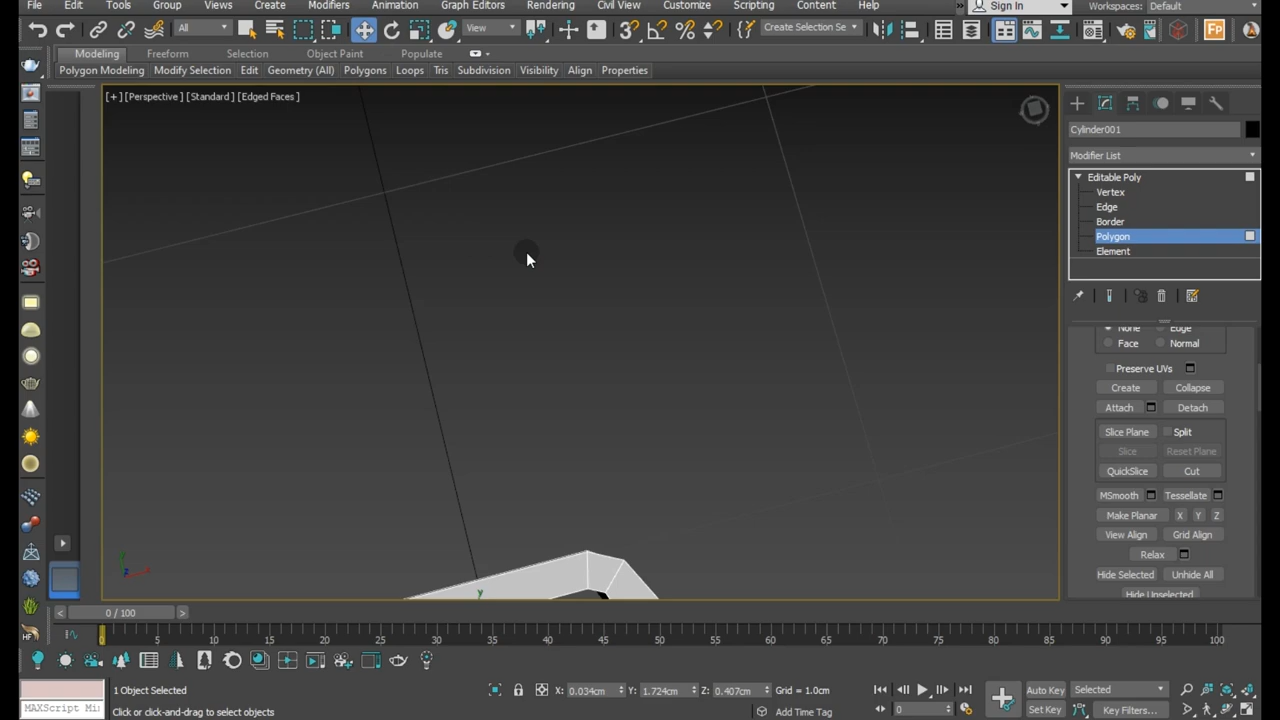 File Edit Tools Group Views Create Modifiers Animation Graph Editors Rendering Civil View Customize Scripting Content Help Sign In Workspaces: Default
All View Create Selection Se
Modeling Freeform Selection Object Paint Populate
Polygon Modeling Modify Selection Edit Geometry (All) Polygons Loops Tris Subdivision Visibility Align Properties
[+] [Perspective] [Standard] [Edged Faces]
Cylinder001
Modifier List
Editable Poly
Vertex
Edge
Border
Polygon
Element
None Edge
Face Normal
Preserve UVs
Create Collapse
Attach Detach
Slice Plane Split
Slice Reset Plane
QuickSlice Cut
MSmooth Tessellate
Make Planar X Y Z
View Align Grid Align
Relax
Hide Selected Unhide All
Hide Unselected
y
< 0 / 100 >
0 5 10 15 20 25 30 35 40 45 50 55 60 65 70 75 80 85 90 95 100
1 Object Selected X: 0.034cm Y: 1.724cm Z: 0.407cm Grid = 1.0cm Auto Key Selected
MAXScript Mi Click or click-and-drag to select objects Add Time Tag 0 Set Key Key Filters...